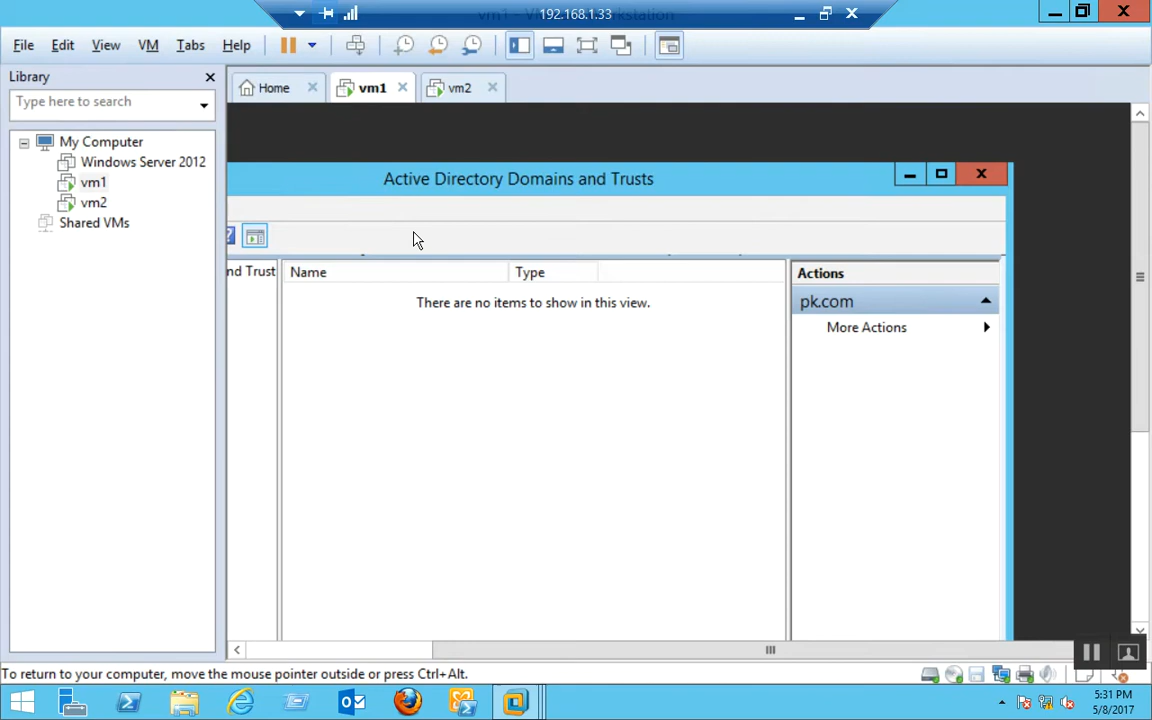 vm1 - V rkstation
192.168.1.33
File Edit View VM Tabs Help
Library
Type here to search
My Computer
Windows Server 2012
vm1
vm2
Shared VMs
Home vm1 vm2
Active Directory Domains and Trusts
nd Trust
Name Type
There are no items to show in this view.
Actions
pk.com
More Actions
To return to your computer, move the mouse pointer outside or press Ctrl+Alt.
5:31 PM
5/8/2017